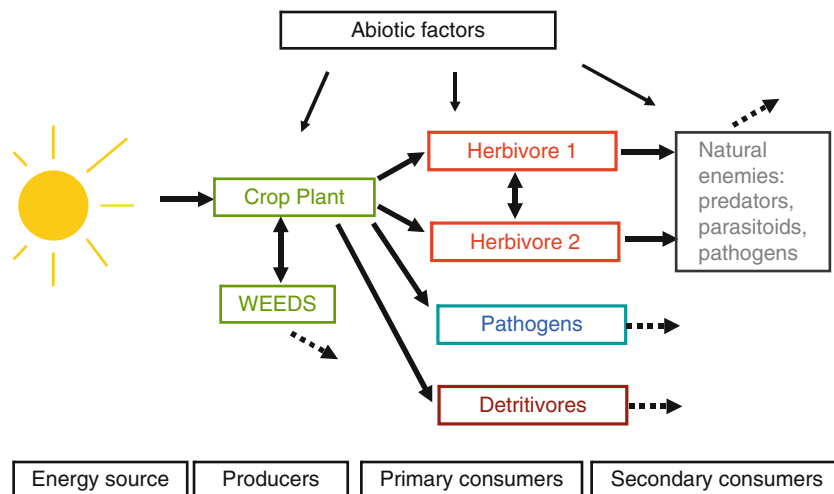 Abiotic factors
Herbivore 1
Natural
enemies:
predators,
parasitoids,
pathogens
Crop Plant
Herbivore 2
WEEDS
Pathogens
Detritivores
Energy source
Producers
Primary consumers
Secondary consumers